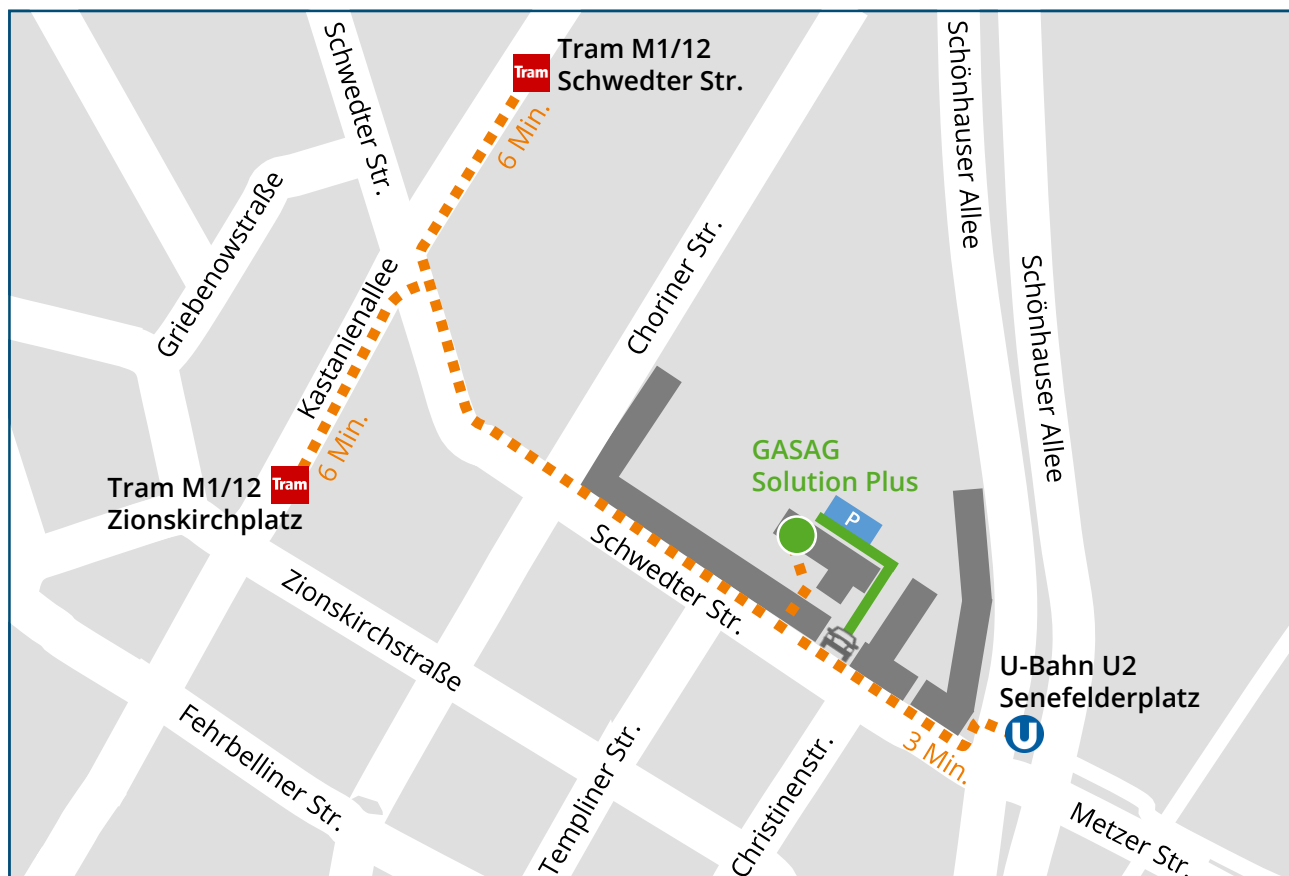 Tram
Tram M1/12
Schwedter Str.
6 Min.
Schwedter Str.
Schönhauser Allee
Schönhauser Allee
Griebenowstraße
Kastanienallee
Choriner Str.
6 Min.
Tram
Tram M1/12
Zionskirchplatz
GASAG
Solution Plus
P
Schwedter Str.
Zionskirchstraße
Fehrbelliner Str.
Templiner Str.
Christinenstr.
U-Bahn U2
Senefelderplatz
U
3 Min.
Metzer Str.